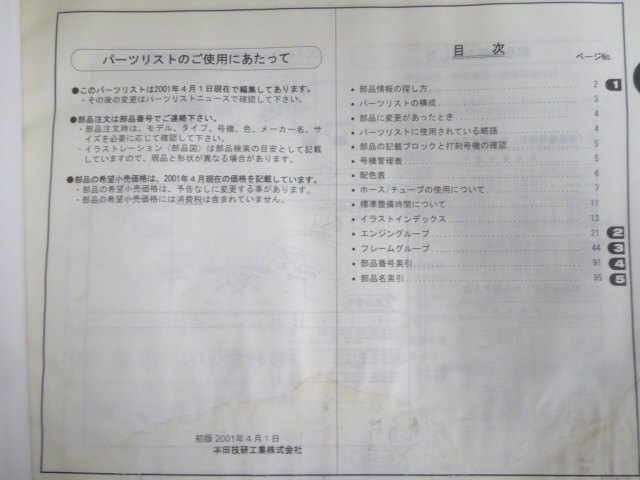 パーツリストのご使用にあたって
●このパーツリストは2001年4月1日現在で編集してあります。
・その後の変更はパーツリストニュースで確認して下さい。
●部品注文は部品番号でご連絡下さい。
・部品注文時は、モデル、タイプ、号機、色、メーカー名、サ
イズを必要に応じて確認して下さい。
・イラストレーション（部品図）は部品検索の目安として記載
していますので、現品と形状が異なる場合があります。
●部品の希望小売価格は、2001年4月現在の価格を記載しています。
・部品の希望小売価格は、予告なしに変更する事があります。
・部品の希望小売価格には消費税は含まれていません。
初版 2001年4月1日
本田技研工業株式会社
目 次
ページNo.
• 部品情報の探し方 2 1
• パーツリストの構成 3
• 部品に変更があったとき 4
• パーツリストに使用されている略語 4
• 部品の記載ブロックと打刻号機の確認 5
• 号機管理表 5
• 配色表 6
• ホース/チューブの使用について 7
• 標準整備時間について 11
• イラストインデックス 13
• エンジングループ 21 2
• フレームグループ 44 3
• 部品番号索引 91 4
• 部品名索引 95 5